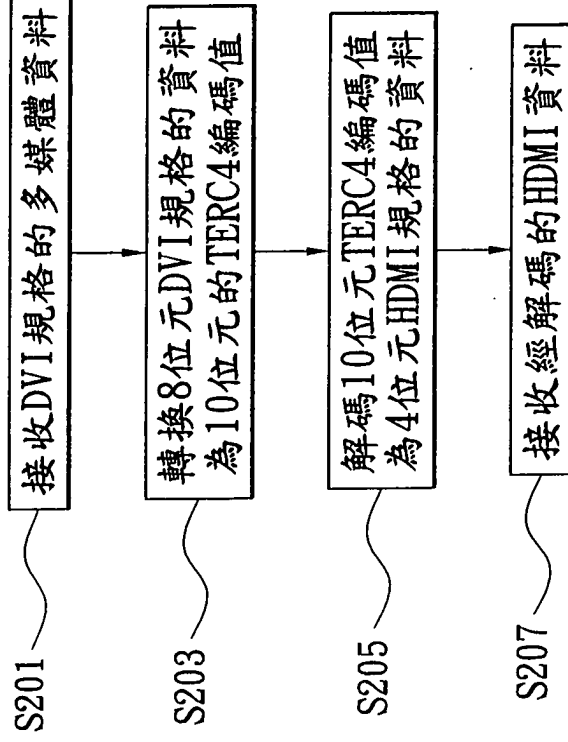 S201
接收DVI規格的多媒體資料
S203
轉換8位元DVI規格的資料
為10位元的TERC4編碼值
S205
解碼10位元TERC4編碼值
為4位元HDMI規格的資料
S207
接收經解碼的HDMI資料